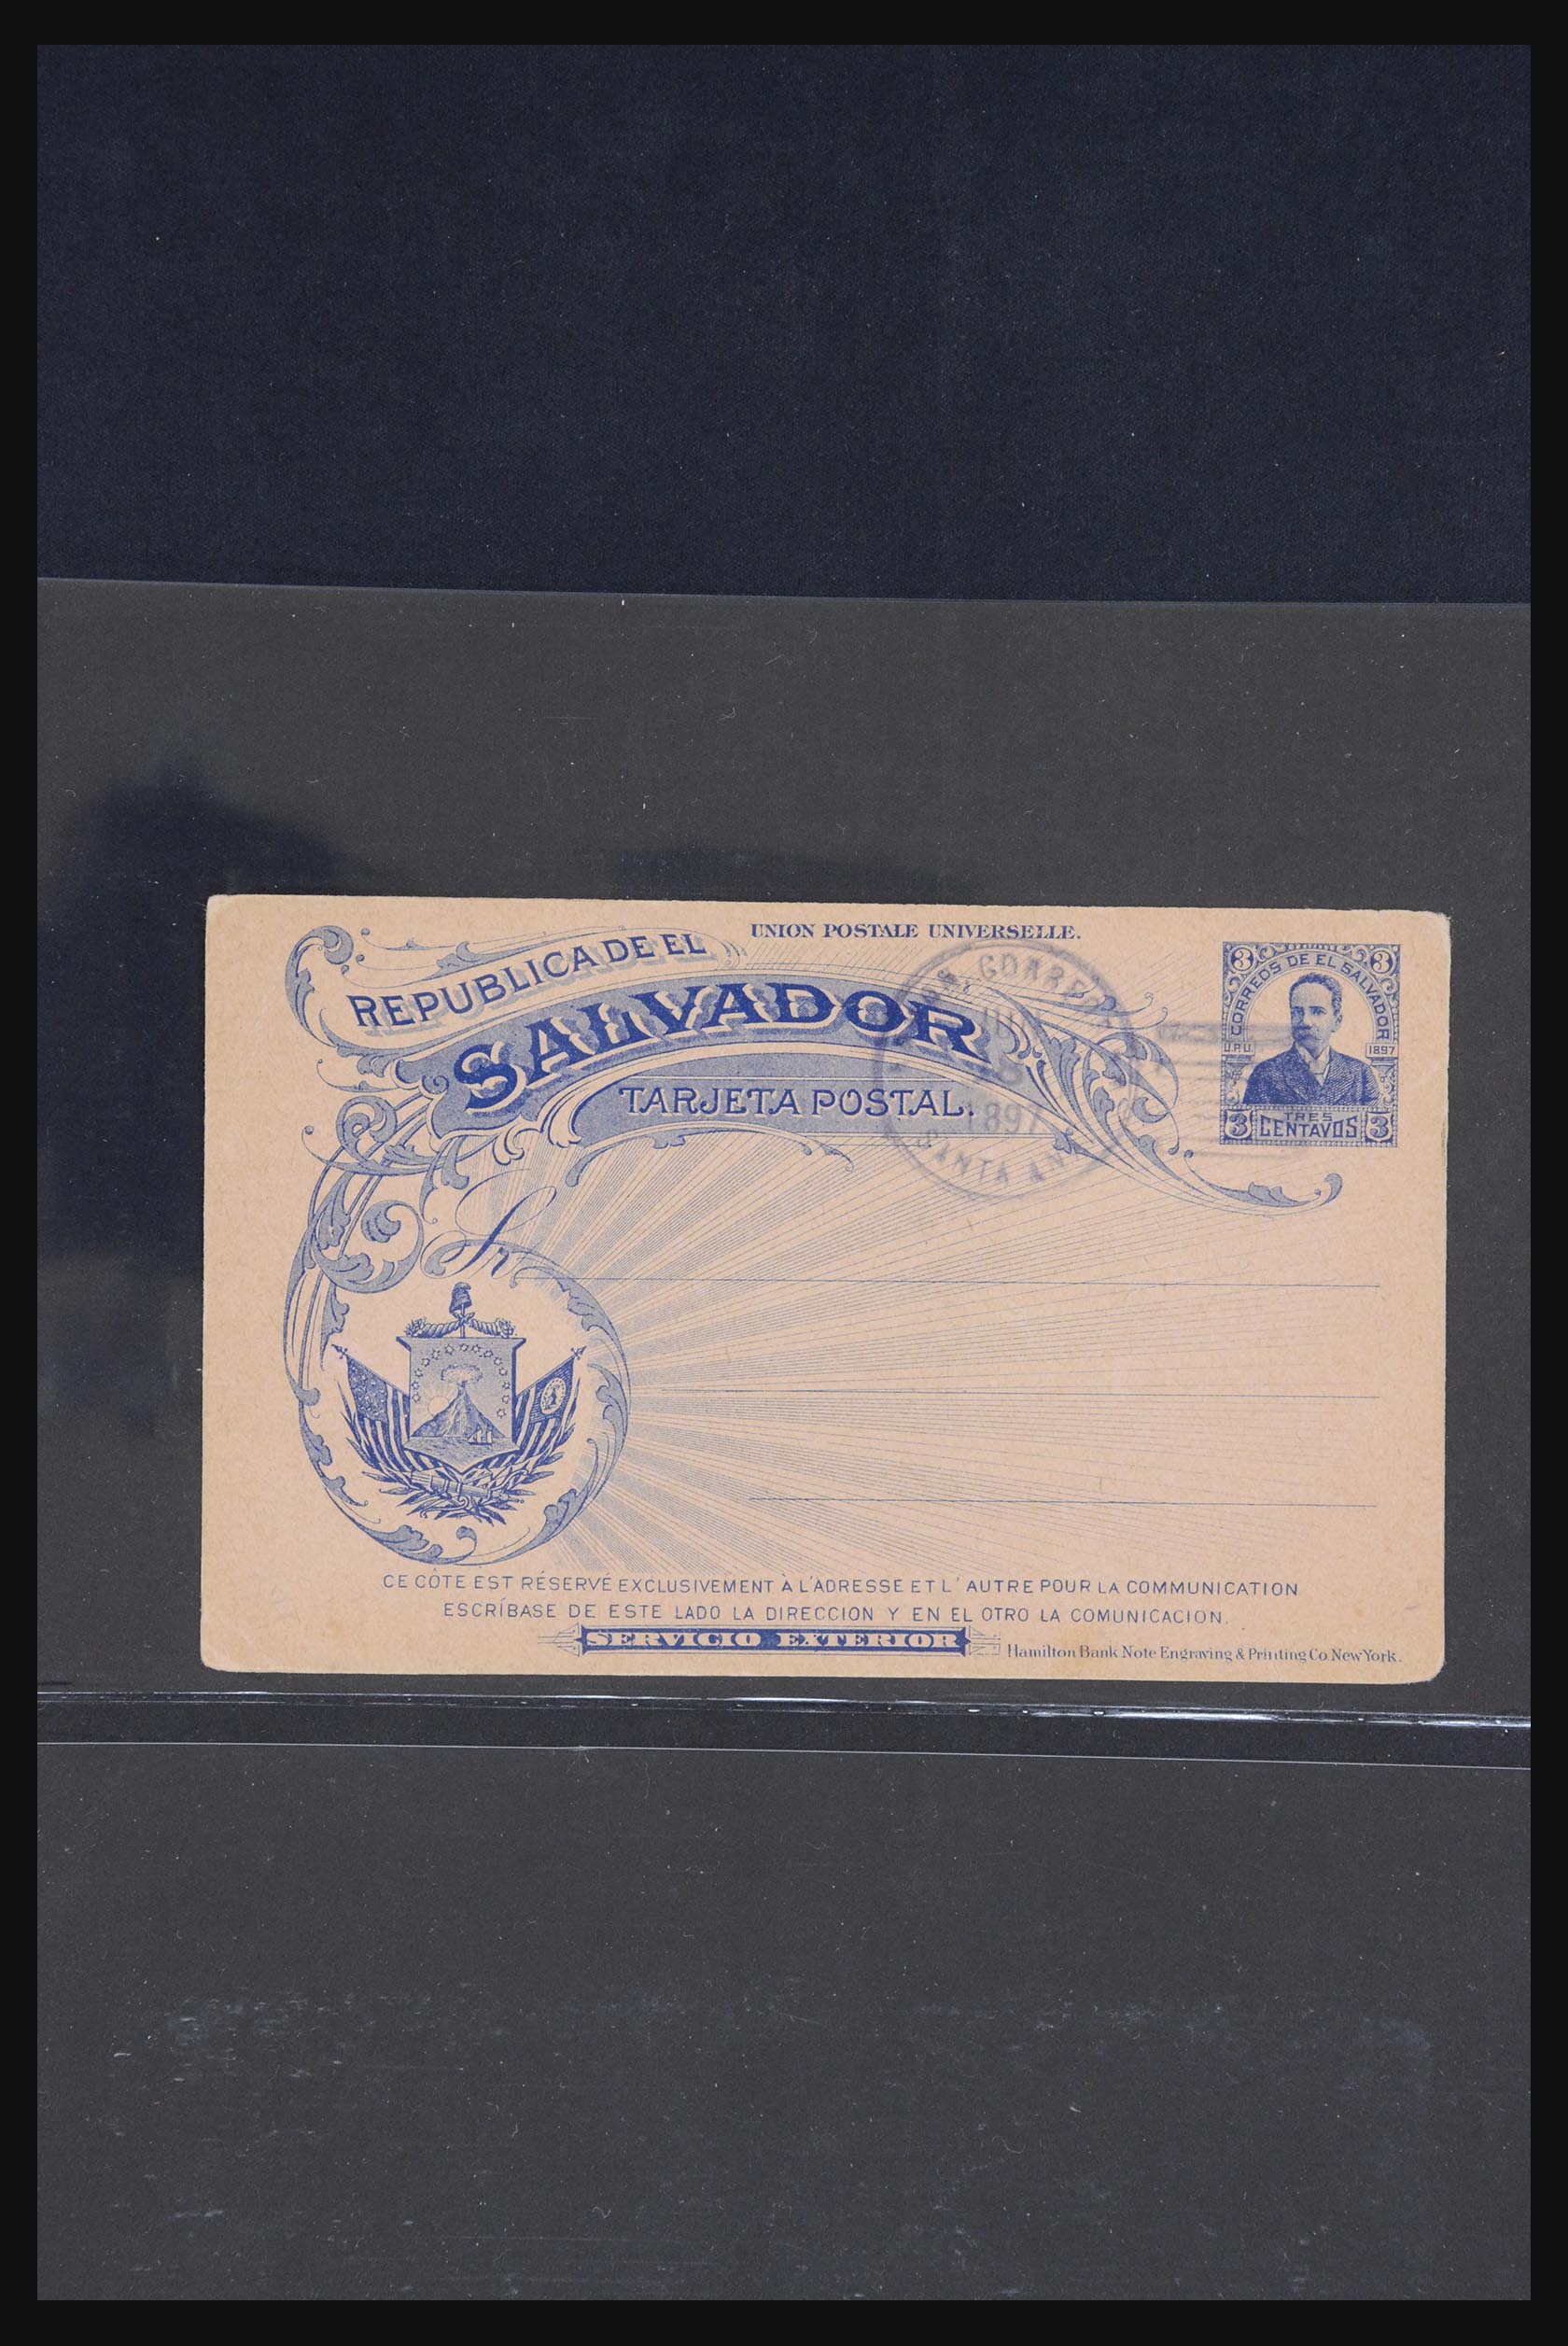 UNION POSTALE UNIVERSELLE.
REPUBLICA DE EL
SALVADOR
TARJETA POSTAL.
3 3
CORREOS DE EL SALVADOR
U.P.U. 1897
3 TRES CENTAVOS 3
1897
SANTA
Sr
CE CÔTE EST RÉSERVÉ EXCLUSIVEMENT À L'ADRESSE ET L' AUTRE POUR LA COMMUNICATION
ESCRÍBASE DE ESTE LADO LA DIRECCION Y EN EL OTRO LA COMUNICACION.
SERVICIO EXTERIOR
Hamilton Bank Note Engraving & Printing Co. New York.